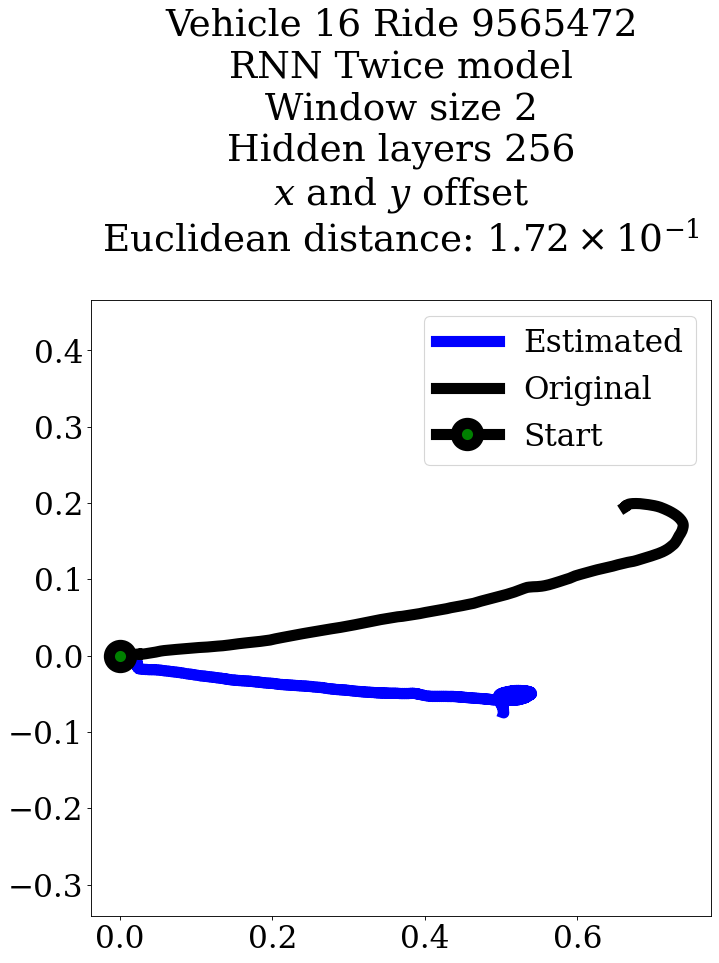 Vehicle 16 Ride 9565472
RNN Twice model
Window size 2
Hidden layers 256
x and y offset
Euclidean distance: 1.72 × 10⁻¹
Estimated
Original
Start
0.4
0.3
0.2
0.1
0.0
−0.1
−0.2
−0.3
0.0 0.2 0.4 0.6